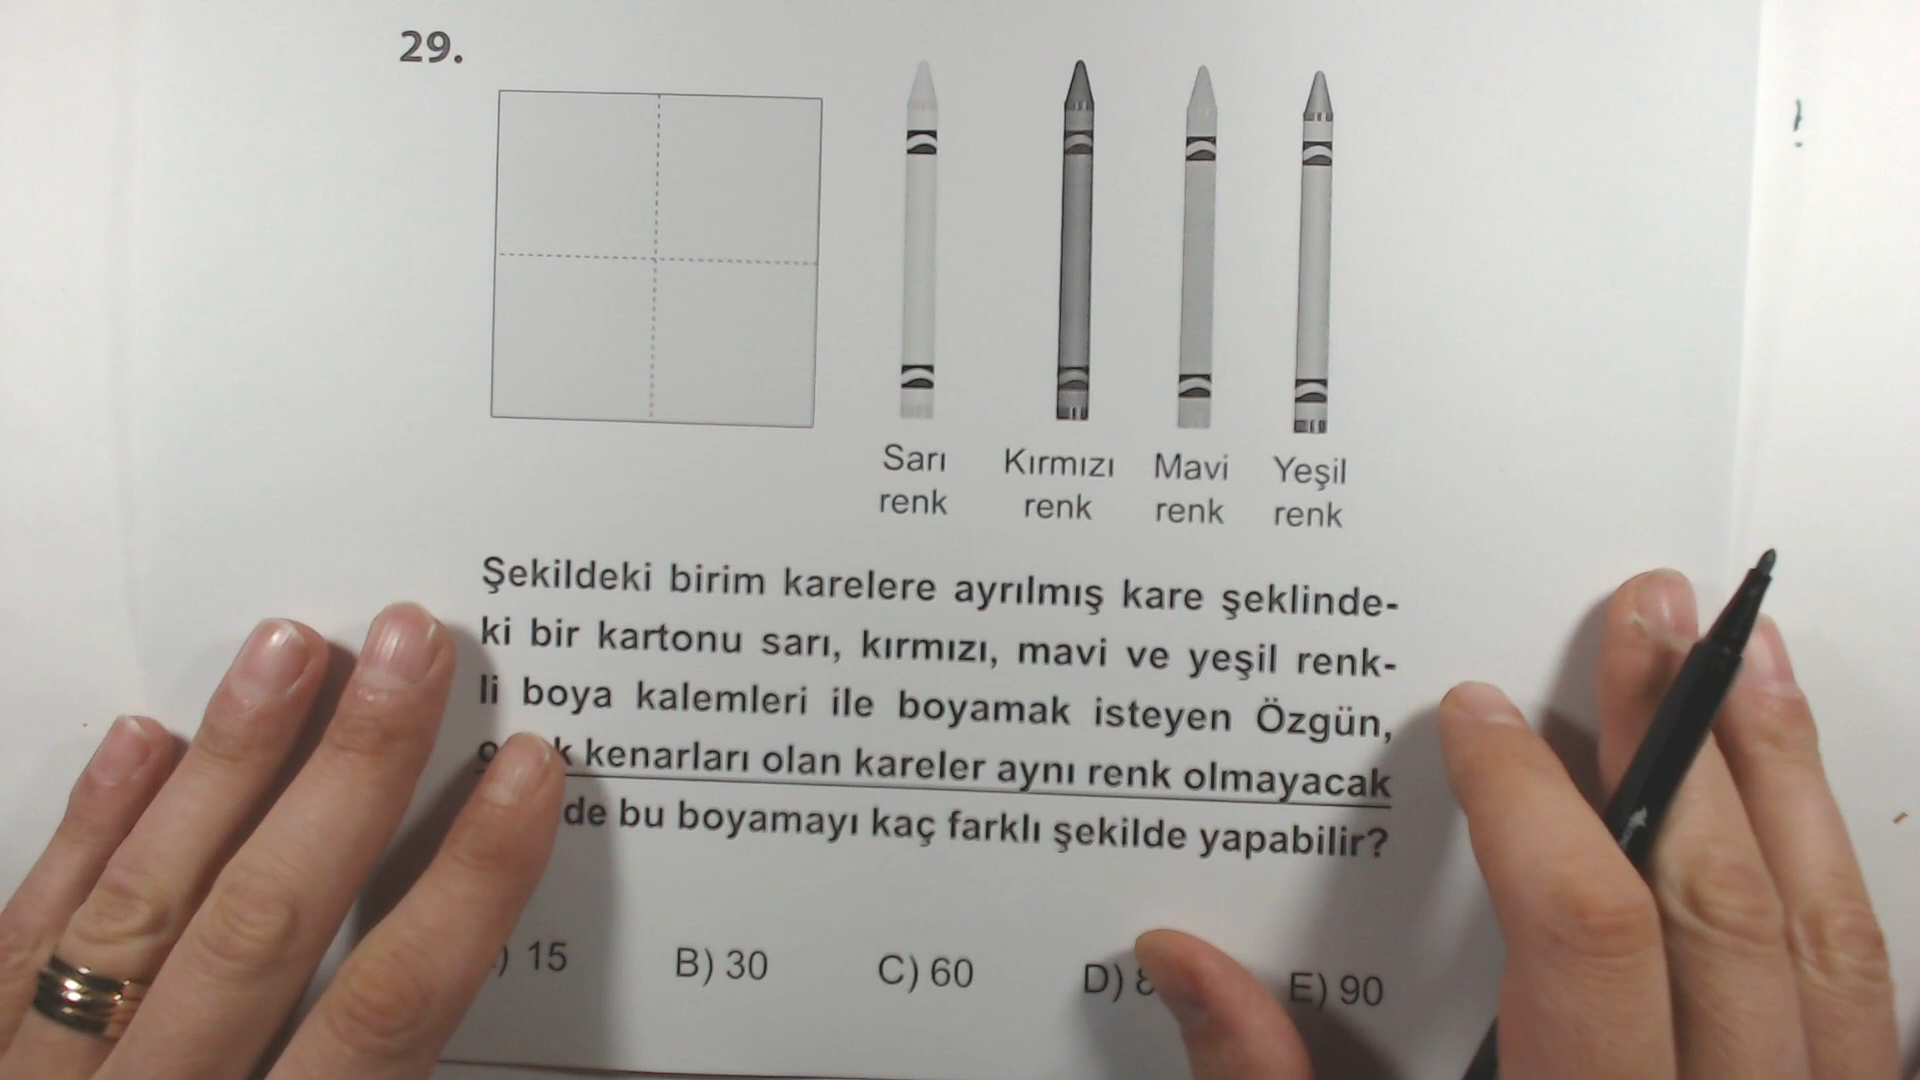 29.
Sarı renk
Kırmızı renk
Mavi renk
Yeşil renk
Şekildeki birim karelere ayrılmış kare şeklinde-
ki bir kartonu sarı, kırmızı, mavi ve yeşil renk-
li boya kalemleri ile boyamak isteyen Özgün,
kenarları olan kareler aynı renk olmayacak
de bu boyamayı kaç farklı şekilde yapabilir?
) 15
B) 30
C) 60
D)
E) 90